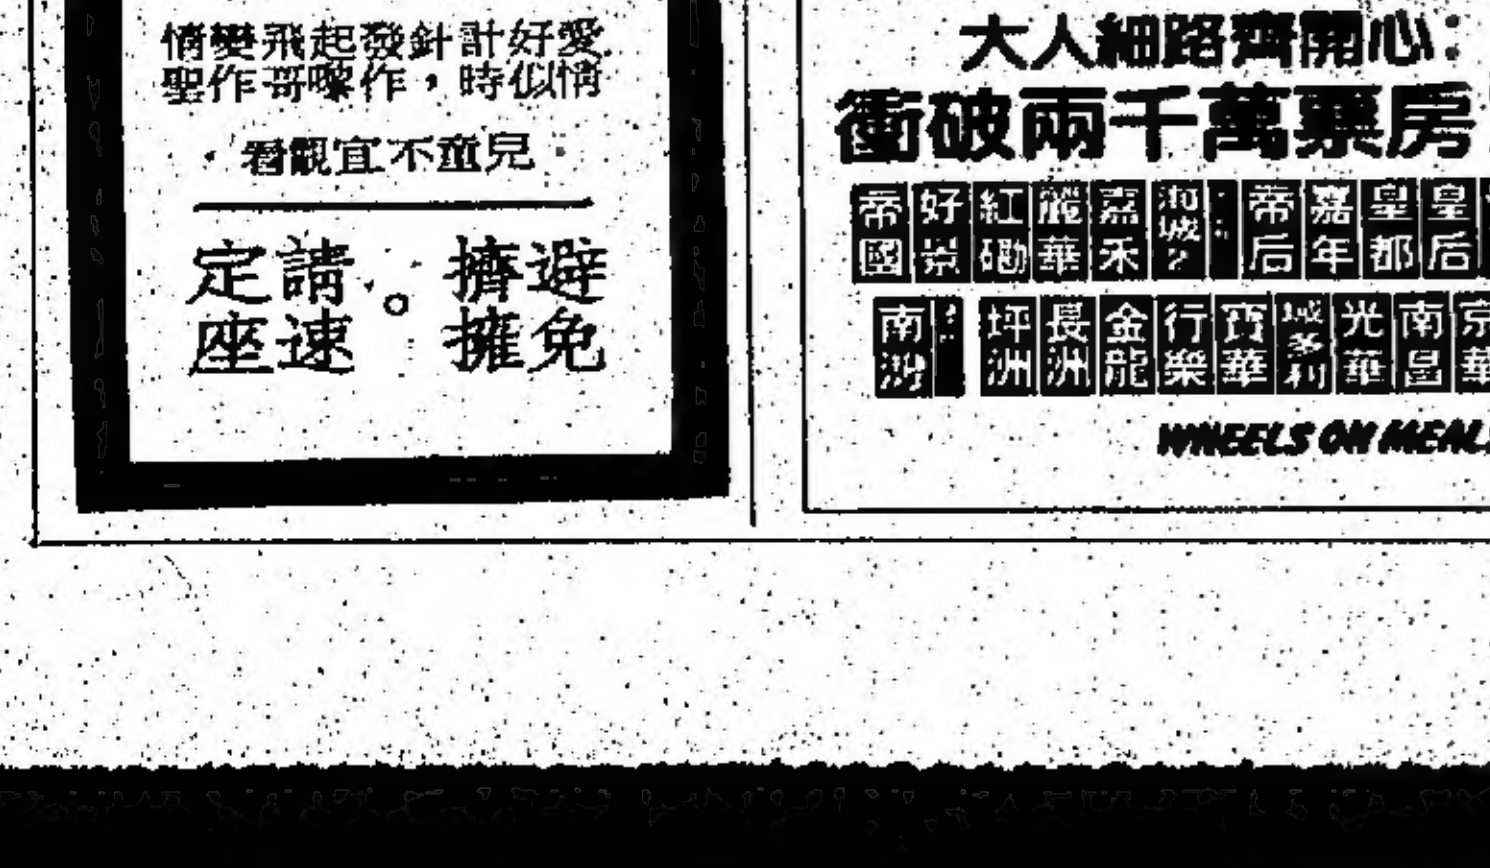 愛情好似計時針，發作起嚟飛哥變作情聖
兒童不宜觀看
避免擠擁。請速定座
大人細路齊開心：
衝破兩千萬票房
帝國 好景 紅磡 麗華 嘉禾 帝后 嘉年 皇都 皇后
坪洲 長洲 金龍 行樂 寶華 域多利 光華 南昌 京華
WHEELS ON MEALS